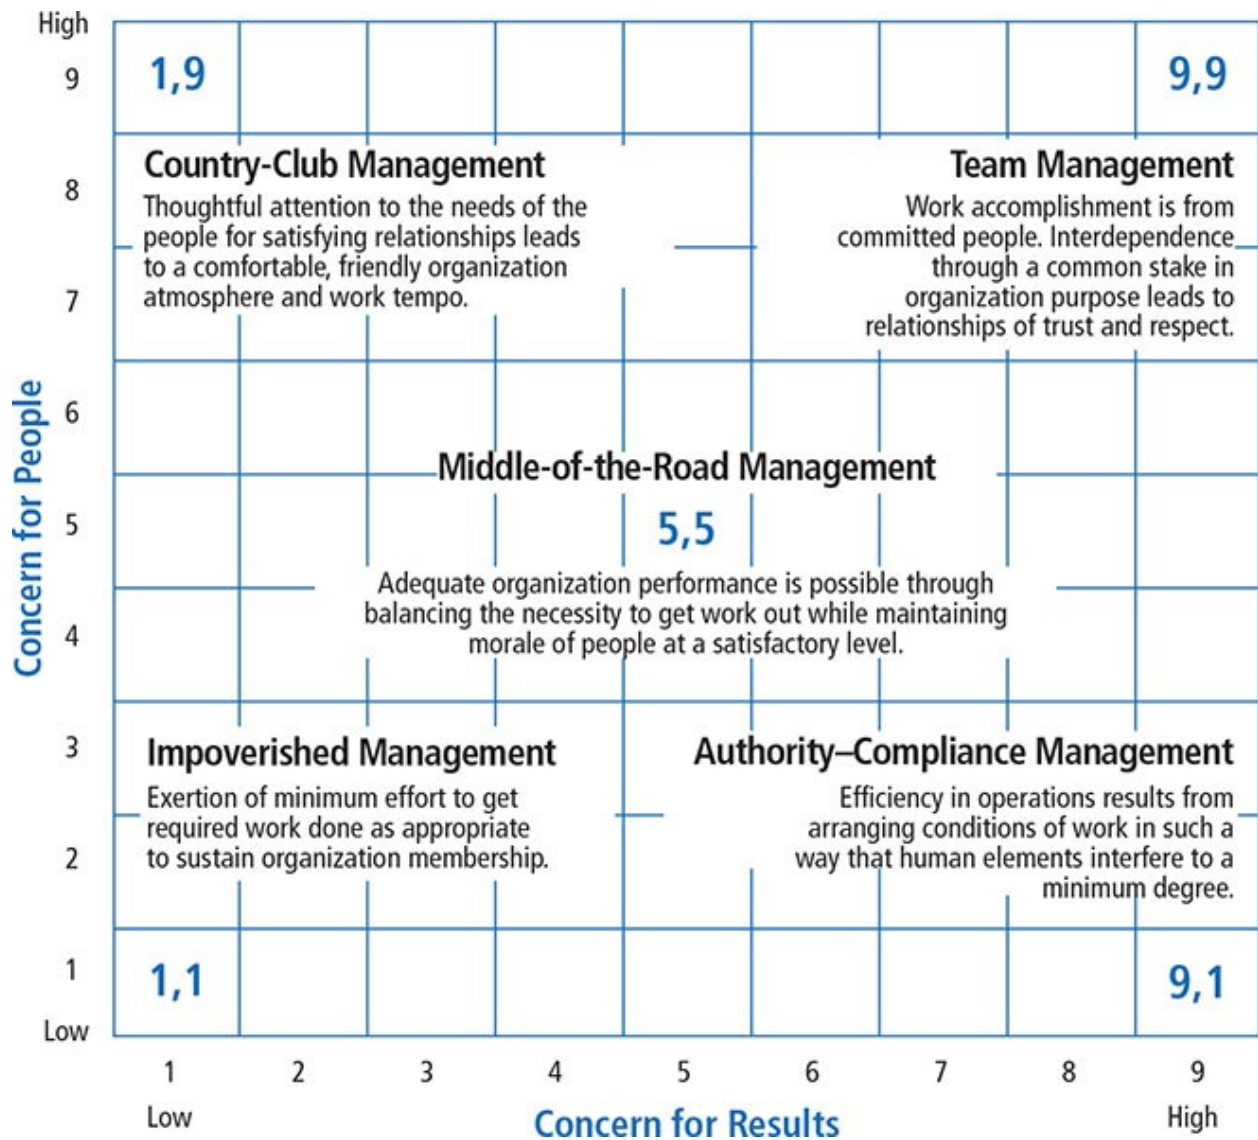 High
9
1,9
9,9
Country-Club Management
Thoughtful attention to the needs of the
people for satisfying relationships leads
to a comfortable, friendly organization
atmosphere and work tempo.
Team Management
Work accomplishment is from
committed people. Interdependence
through a common stake in
organization purpose leads to
relationships of trust and respect.
8
7
6
Concern for People
Middle-of-the-Road Management
5
5,5
Adequate organization performance is possible through
balancing the necessity to get work out while maintaining
morale of people at a satisfactory level.
4
3
Impoverished Management
Exertion of minimum effort to get
required work done as appropriate
to sustain organization membership.
Authority–Compliance Management
Efficiency in operations results from
arranging conditions of work in such a
way that human elements interfere to a
minimum degree.
2
1
1,1
9,1
Low
1 2 3 4 5 6 7 8 9
Low
Concern for Results
High